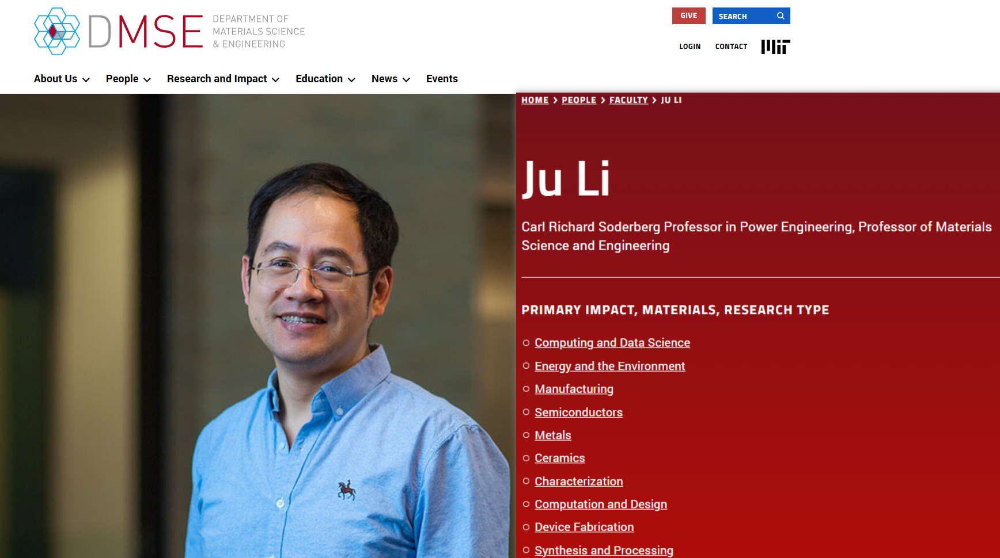 DMSE
DEPARTMENT OF
MATERIALS SCIENCE
& ENGINEERING
GIVE
SEARCH
LOGIN
CONTACT
MIT
About Us
People
Research and Impact
Education
News
Events
HOME > PEOPLE > FACULTY > JU LI
Ju Li
Carl Richard Soderberg Professor in Power Engineering, Professor of Materials
Science and Engineering
PRIMARY IMPACT, MATERIALS, RESEARCH TYPE
Computing and Data Science
Energy and the Environment
Manufacturing
Semiconductors
Metals
Ceramics
Characterization
Computation and Design
Device Fabrication
Synthesis and Processing